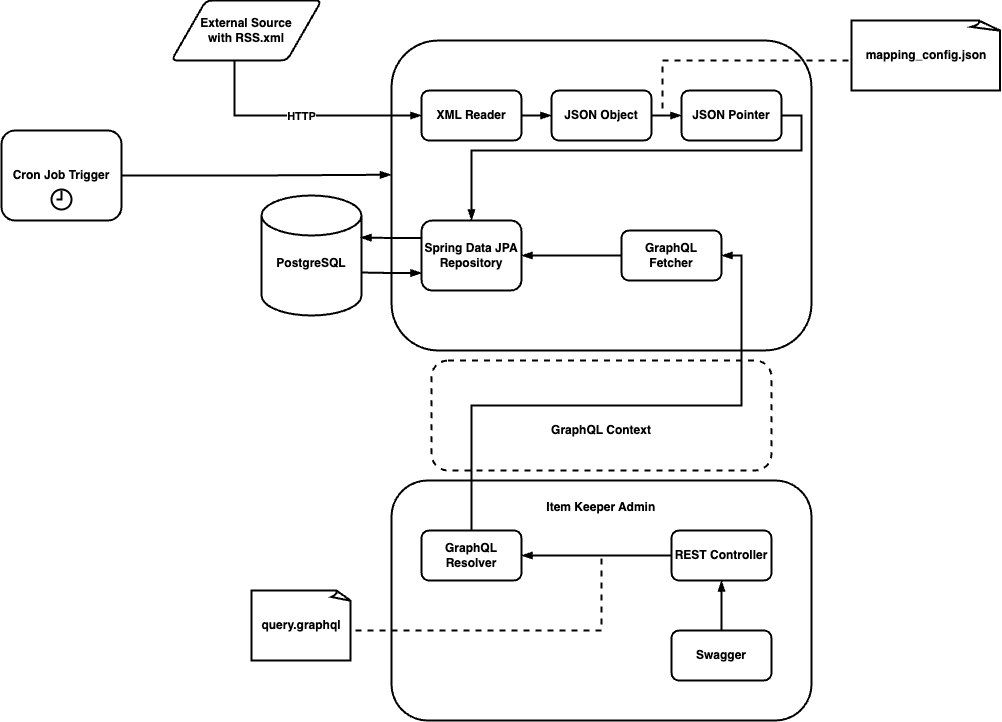 External Source
with RSS.xml
mapping_config.json
HTTP
XML Reader
JSON Object
JSON Pointer
Cron Job Trigger
PostgreSQL
Spring Data JPA
Repository
GraphQL
Fetcher
GraphQL Context
Item Keeper Admin
GraphQL
Resolver
REST Controller
query.graphql
Swagger